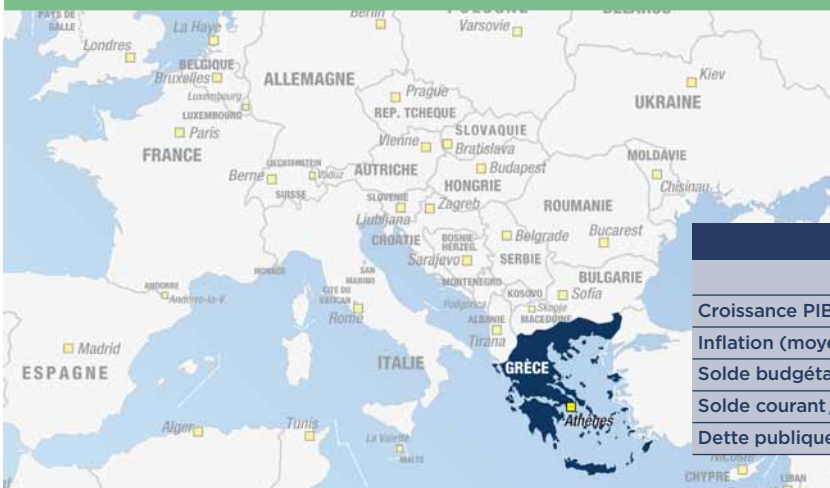 PAYS DE
GALLE
Londres
La Haye
Berlin
Varsovie
BELGIQUE
Bruxelles
ALLEMAGNE
Kiev
Luxembourg
LUXEMBOURG
Prague
REP. TCHEQUE
UKRAINE
Paris
FRANCE
SLOVAQUIE
Vienne
Bratislava
MOLDAVIE
LIECHTENSTEIN
Berne
Vaduz
SUISSE
AUTRICHE
Budapest
HONGRIE
Chisinau
SLOVENIE
Ljubljana
Zagreb
ROUMANIE
CROATIE
BOSNIE-
HERZEG.
Belgrade
Bucarest
Sarajevo
SERBIE
MONACO
SAN
MARINO
MONTENEGRO
BULGARIE
KOSOVO
Sofia
ANDORRE
Andorre-la-V.
CITE DU
VATICAN
Rome
Podgorica
Skopje
ALBANIE
MACEDOINE
Tirana
Madrid
ESPAGNE
ITALIE
GRÈCE
Athènes
Alger
Tunis
La Valette
MALTE
Croissance PIB
Inflation (moye
Solde budgéta
Solde courant
Dette publique
NICOSIE
CHYPRE
LIBAN